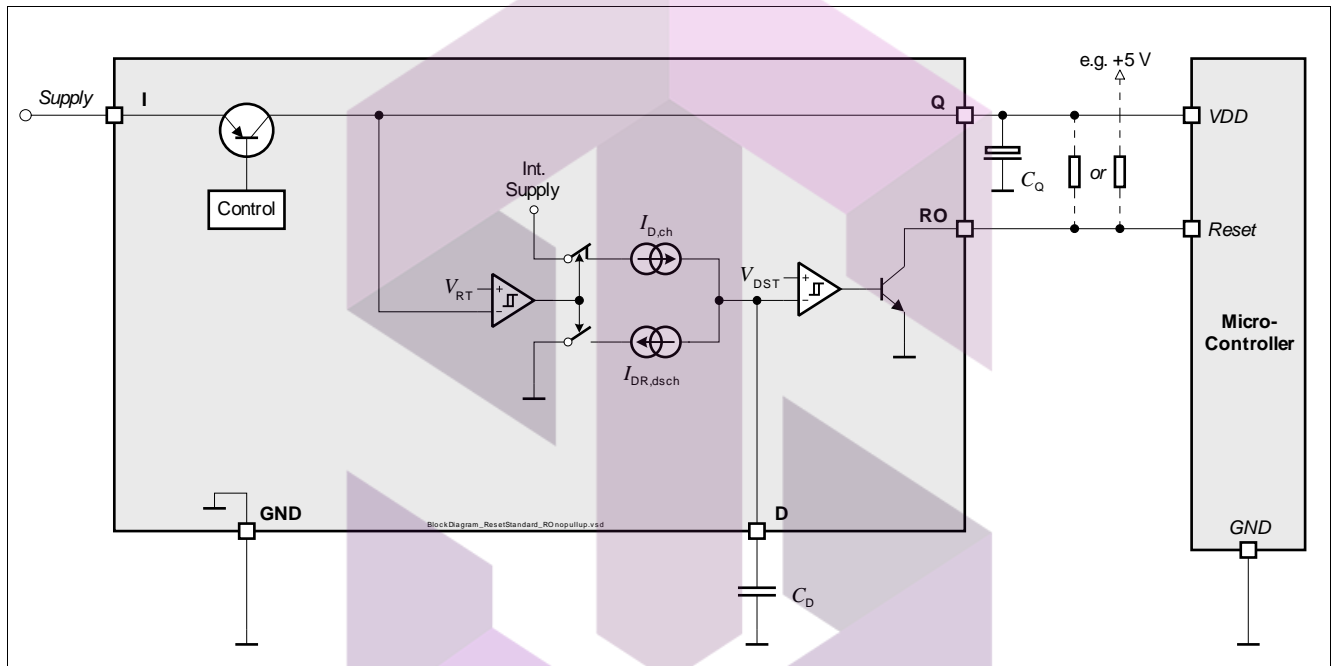 e.g. +5 V
Supply
I
Q
VDD
Int.
Supply
C_Q
or
Control
I_D,ch
RO
Reset
V_RT
+
−
V_DST
+
−
Micro-
Controller
I_DR,dsch
GND
D
BlockDiagram_ResetStandard_ROnopullup.vsd
GND
C_D